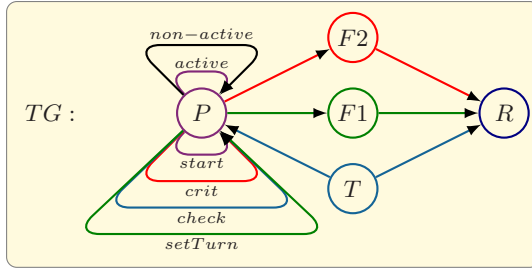 non-active
F2
active
TG :
P
F1
R
start
T
crit
check
setTurn